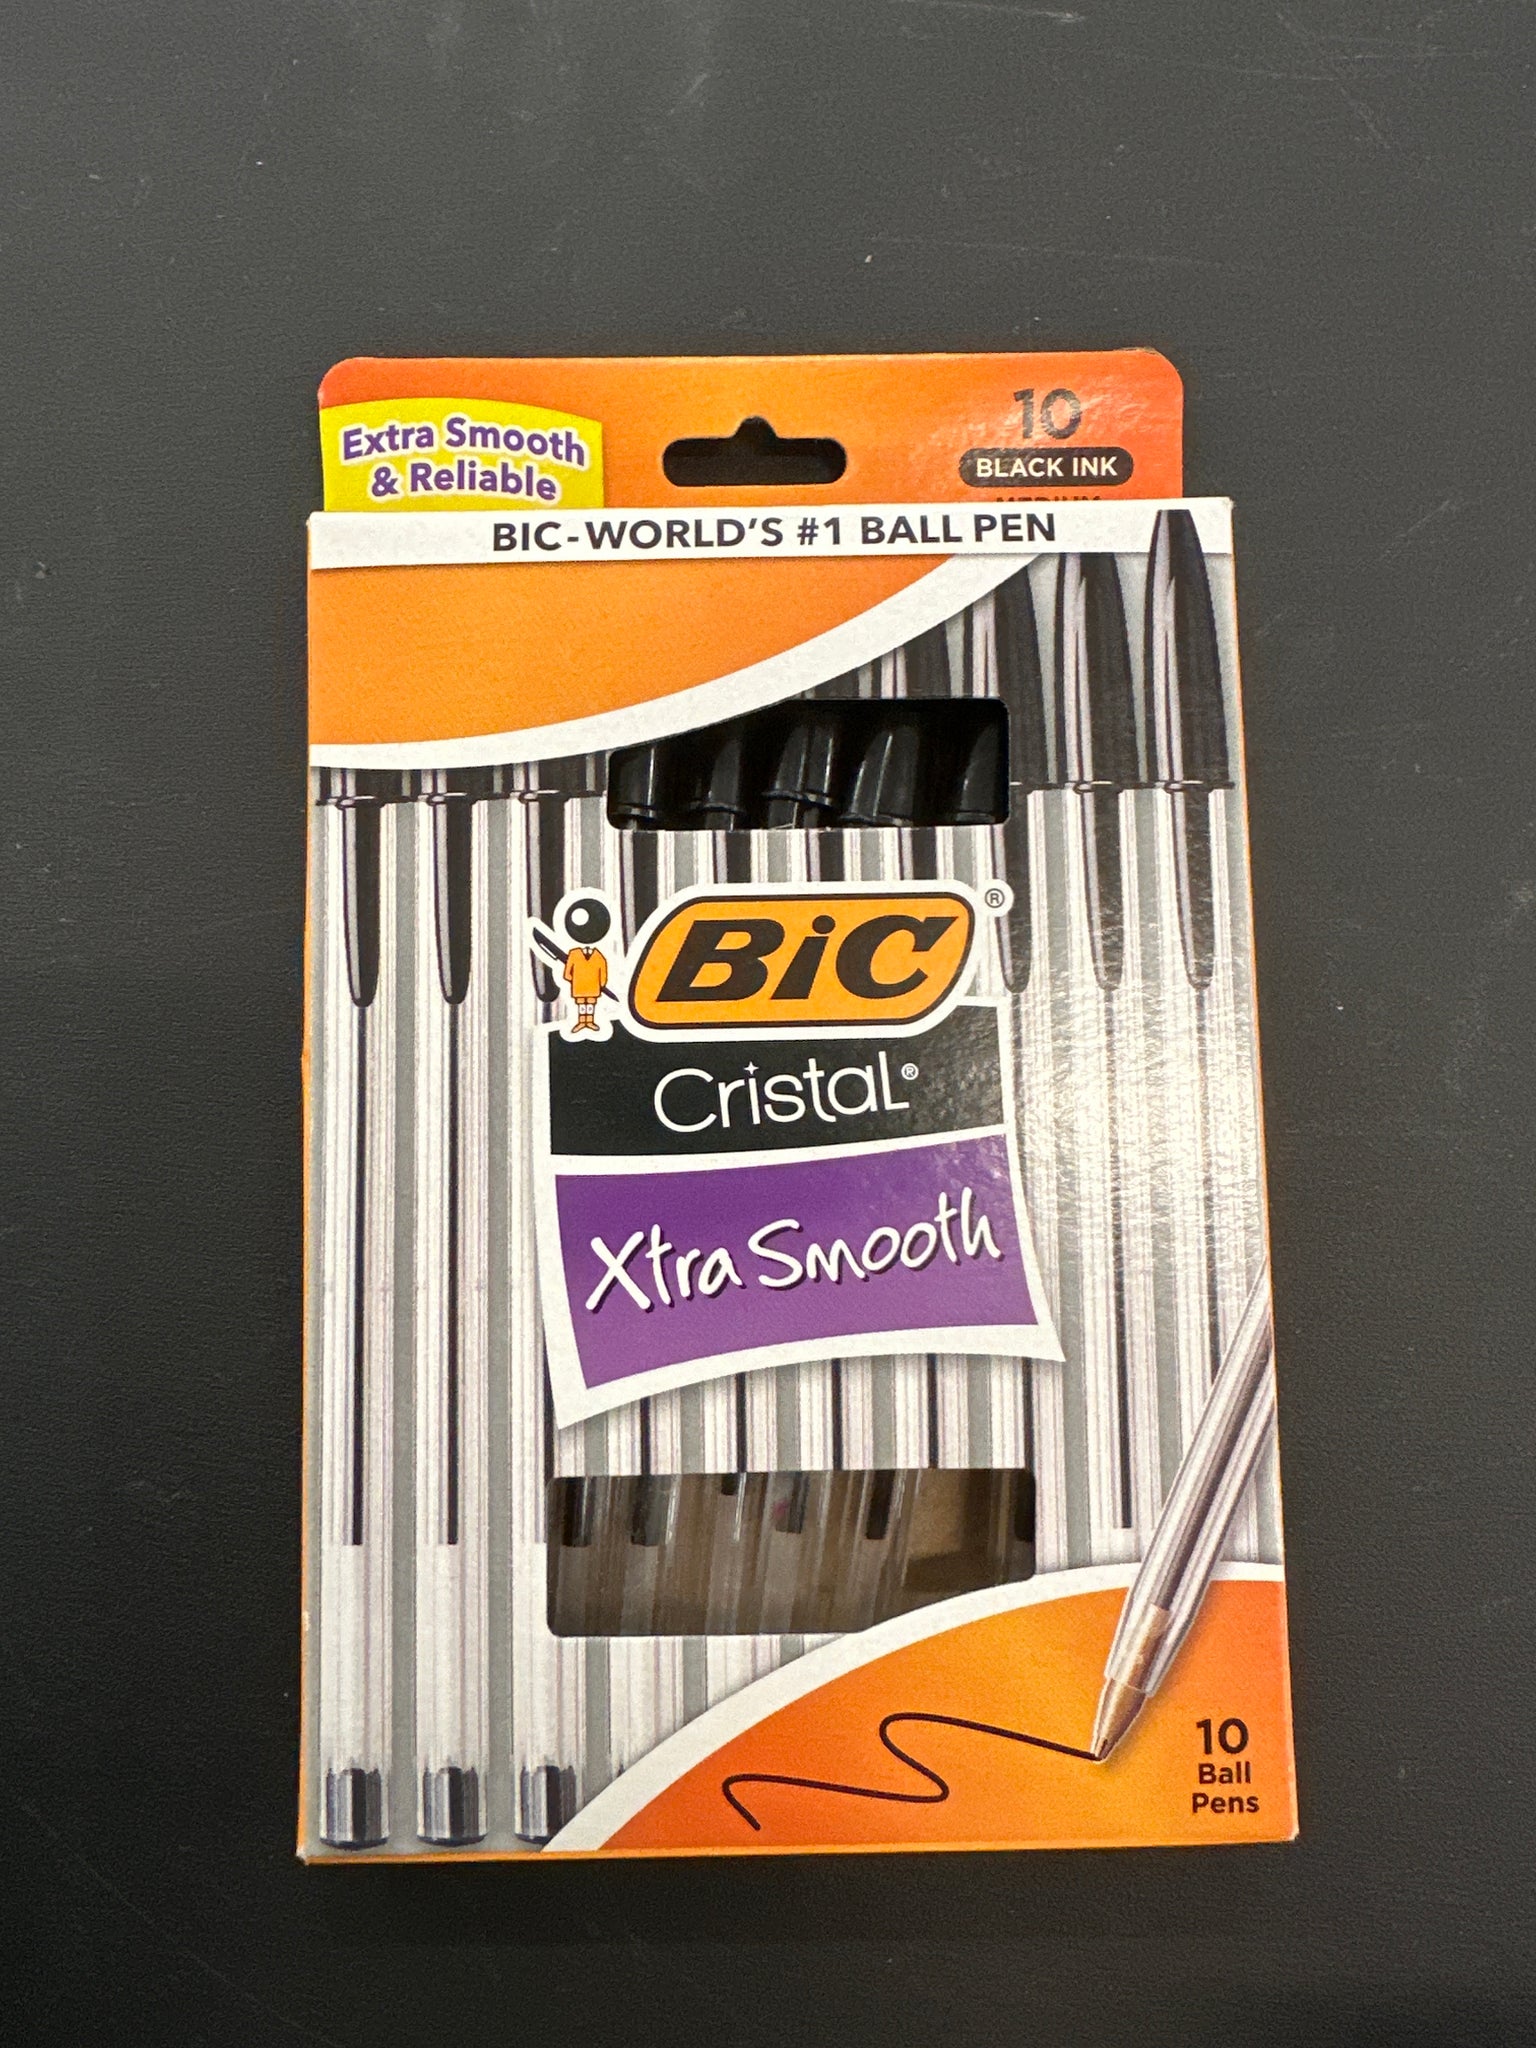 Extra Smooth
& Reliable
10
BLACK INK
BIC-WORLD'S #1 BALL PEN
BiC®
Cristal®
Xtra Smooth
10
Ball
Pens